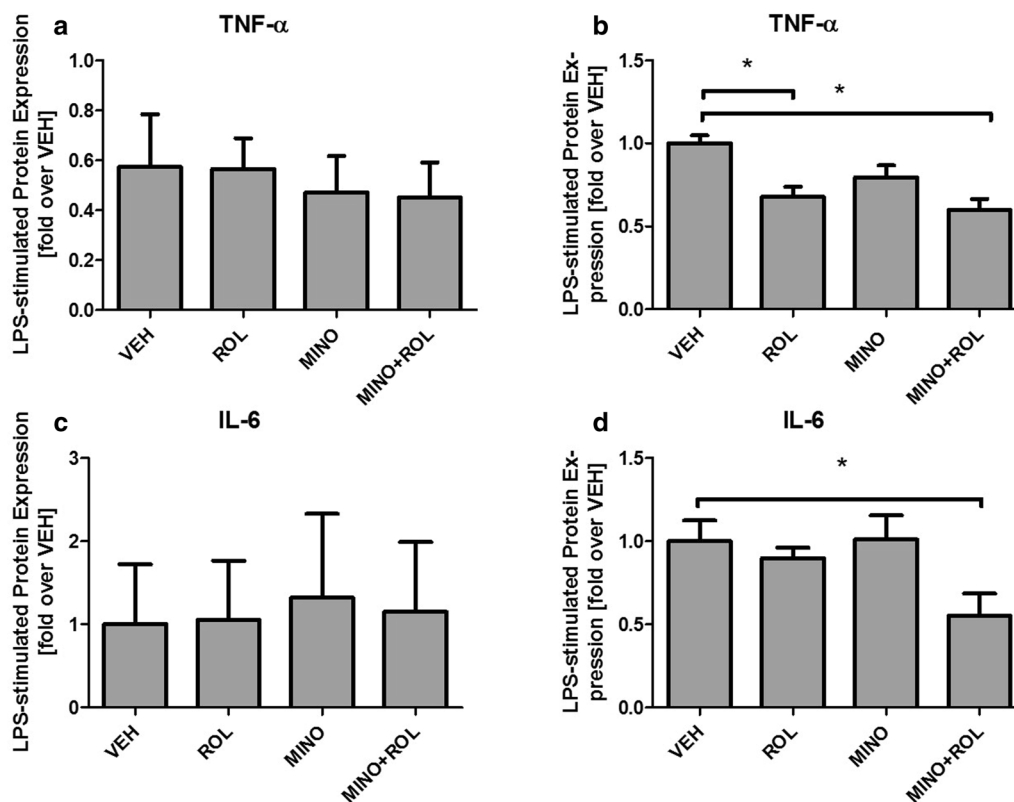 a
TNF-α
LPS-stimulated Protein Expression
[fold over VEH]
1.0
0.8
0.6
0.4
0.2
0.0
VEH
ROL
MINO
MINO+ROL
b
TNF-α
LPS-stimulated Protein Ex-
pression [fold over VEH]
1.5
1.0
0.5
0.0
*
*
VEH
ROL
MINO
MINO+ROL
c
IL-6
LPS-stimulated Protein Expression
[fold over VEH]
3
2
1
0
VEH
ROL
MINO
MINO+ROL
d
IL-6
LPS-stimulated Protein Ex-
pression [fold over VEH]
1.5
1.0
0.5
0.0
*
VEH
ROL
MINO
MINO+ROL